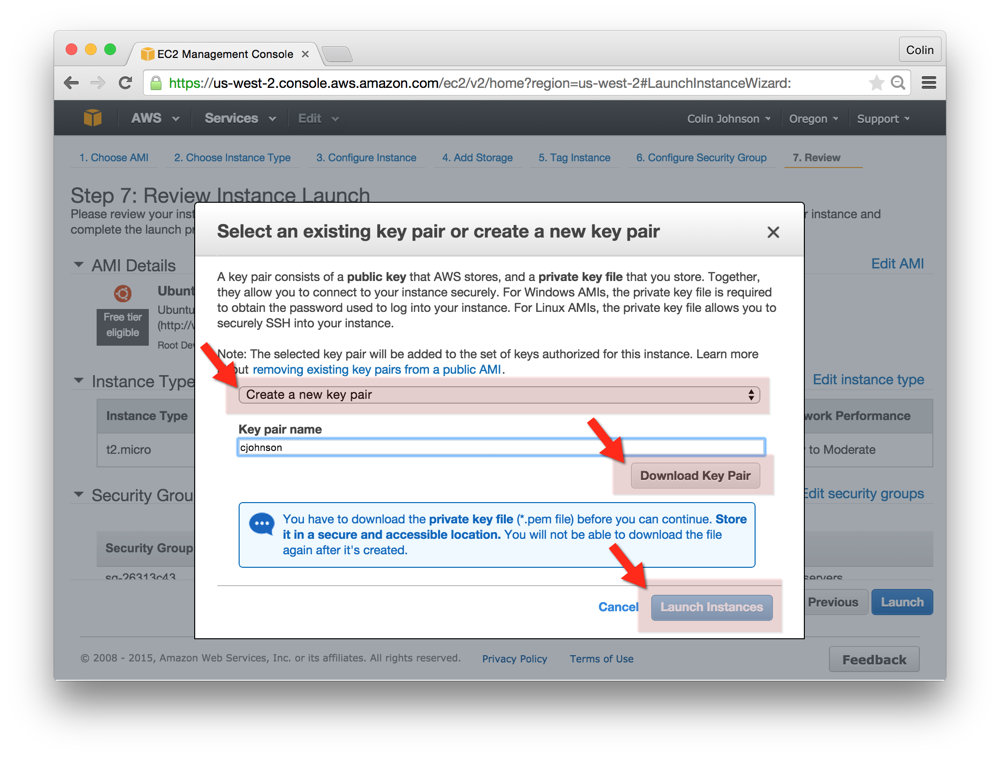 EC2 Management Console
Colin
https://us-west-2.console.aws.amazon.com/ec2/v2/home?region=us-west-2#LaunchInstanceWizard:
AWS Services Edit Colin Johnson Oregon Support
1. Choose AMI 2. Choose Instance Type 3. Configure Instance 4. Add Storage 5. Tag Instance 6. Configure Security Group 7. Review
Step 7: Review Instance Launch
Please review your inst instance and
complete the launch pr
Select an existing key pair or create a new key pair
AMI Details Edit AMI
Ubunt
Free tier
eligible
Ubuntu
(http://
Root De
A key pair consists of a public key that AWS stores, and a private key file that you store. Together,
they allow you to connect to your instance securely. For Windows AMIs, the private key file is required
to obtain the password used to log into your instance. For Linux AMIs, the private key file allows you to
securely SSH into your instance.
Note: The selected key pair will be added to the set of keys authorized for this instance. Learn more
out removing existing key pairs from a public AMI.
Instance Type Edit instance type
Create a new key pair
Instance Type work Performance
Key pair name
cjohnson
t2.micro to Moderate
Download Key Pair
Security Grou Edit security groups
You have to download the private key file (*.pem file) before you can continue. Store
it in a secure and accessible location. You will not be able to download the file
again after it's created.
Security Group
sg-26313c43 servers
Cancel Launch Instances
Previous Launch
© 2008 - 2015, Amazon Web Services, Inc. or its affiliates. All rights reserved. Privacy Policy Terms of Use Feedback